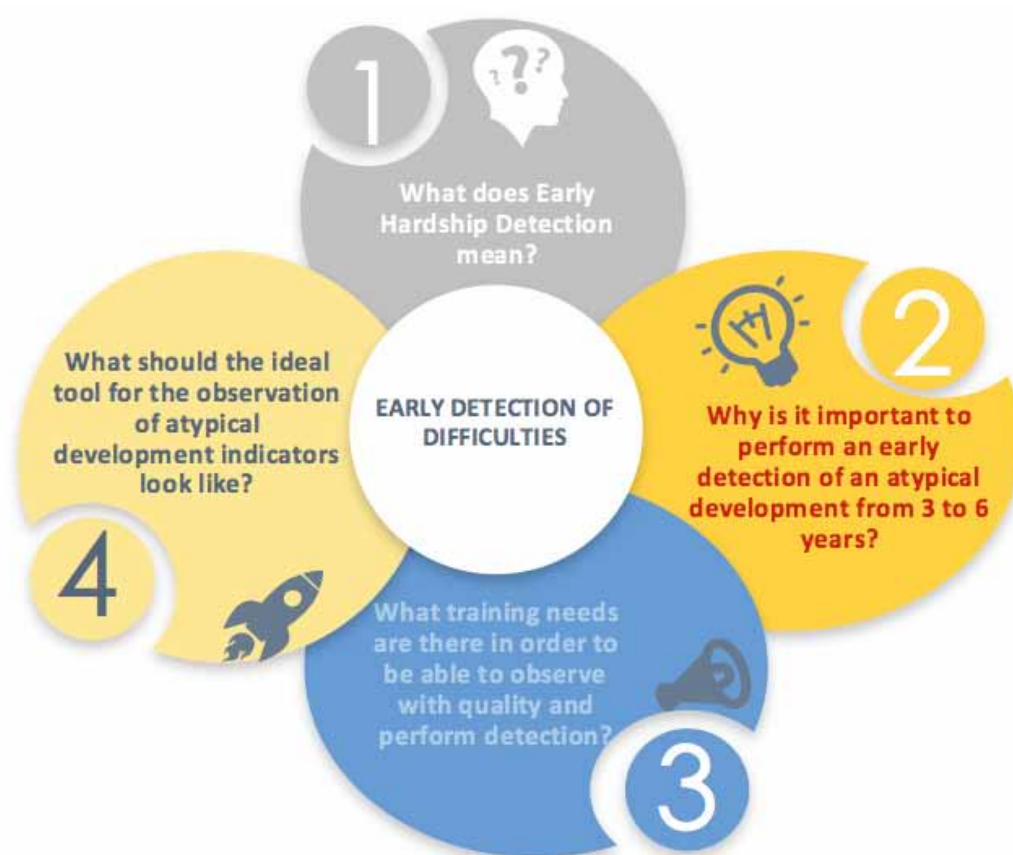 1
? ? ?
What does Early
Hardship Detection
mean?
2
Why is it important to
perform an early
detection of an atypical
development from 3 to 6
years?
EARLY DETECTION OF
DIFFICULTIES
What should the ideal
tool for the observation
of atypical
development indicators
look like?
4
What training needs
are there in order to
be able to observe
with quality and
perform detection?
3